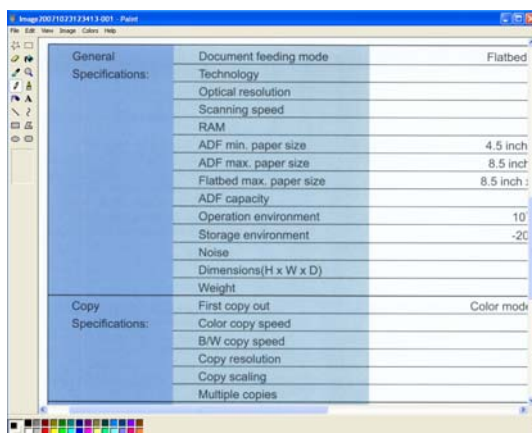 Image20071023123413-001 - Paint
File Edit View Image Colors Help
General Document feeding mode Flatbed
Specifications: Technology
Optical resolution
Scanning speed
RAM
ADF min. paper size 4.5 inch
ADF max. paper size 8.5 inch
Flatbed max. paper size 8.5 inch
ADF capacity
Operation environment 10
Storage environment -20
Noise
Dimensions(H x W x D)
Weight
Copy First copy out Color mode
Specifications: Color copy speed
B/W copy speed
Copy resolution
Copy scaling
Multiple copies